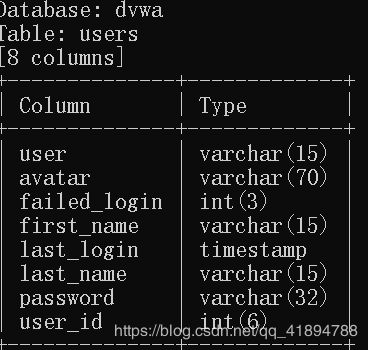 Database: dvwa
Table: users
[8 columns]
Column | Type
user | varchar(15)
avatar | varchar(70)
failed_login | int(3)
first_name | varchar(15)
last_login | timestamp
last_name | varchar(15)
password | varchar(32)
user_id | int(6)
https://blog.csdn.net/qq_41894788